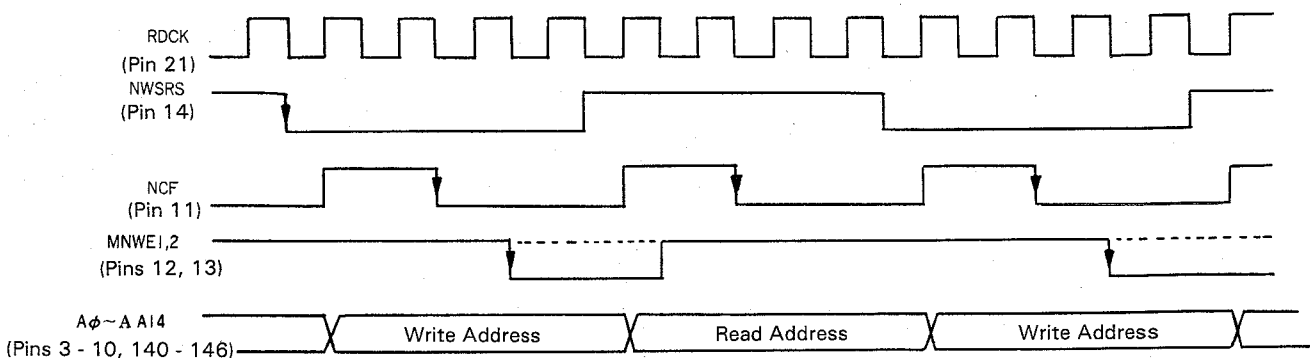 RDCK
(Pin 21)
NWSRS
(Pin 14)
NCF
(Pin 11)
MNWE1,2
(Pins 12, 13)
Aϕ~A A14
(Pins 3 - 10, 140 - 146)
Write Address
Read Address
Write Address